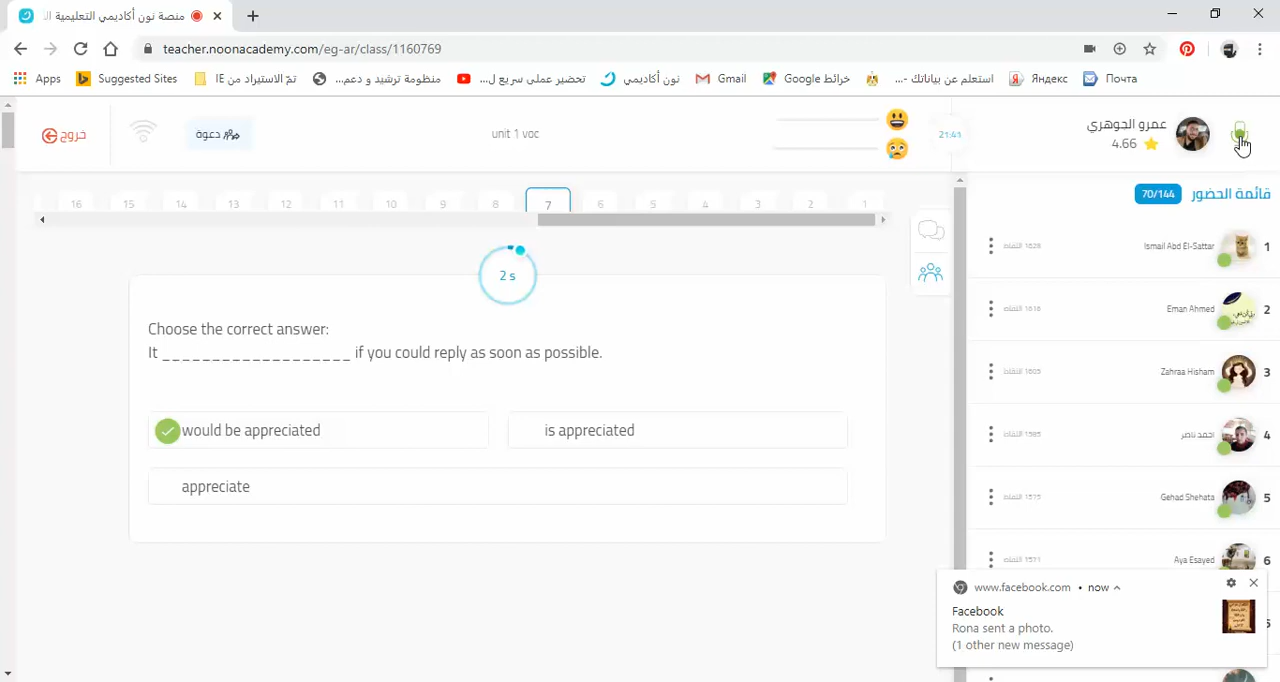 منصة نون أكاديمي التعليمية
teacher.noonacademy.com/eg-ar/class/1160769
Apps
Suggested Sites
تمّ الاستيراد من IE
منظومة ترشيد و دعم...
تحضير عملى سريع ل...
نون أكاديمي
Gmail
خرائط Google
استعلم عن بياناتك -...
Яндекс
Почта
خروج
دعوة
unit 1 voc
21:41
عمرو الجوهري
4.66
16 15 14 13 12 11 10 9 8 7 6 5 4 3 2 1
قائمة الحضور
70/144
2 s
Choose the correct answer:
It ___________________ if you could reply as soon as possible.
would be appreciated
is appreciated
appreciate
Ismail Abd El-Sattar
1
Eman Ahmed
2
Zahraa Hisham
3
احمد ناصر
4
Gehad Shehata
5
Aya Esayed
6
www.facebook.com • now
Facebook
Rona sent a photo.
(1 other new message)